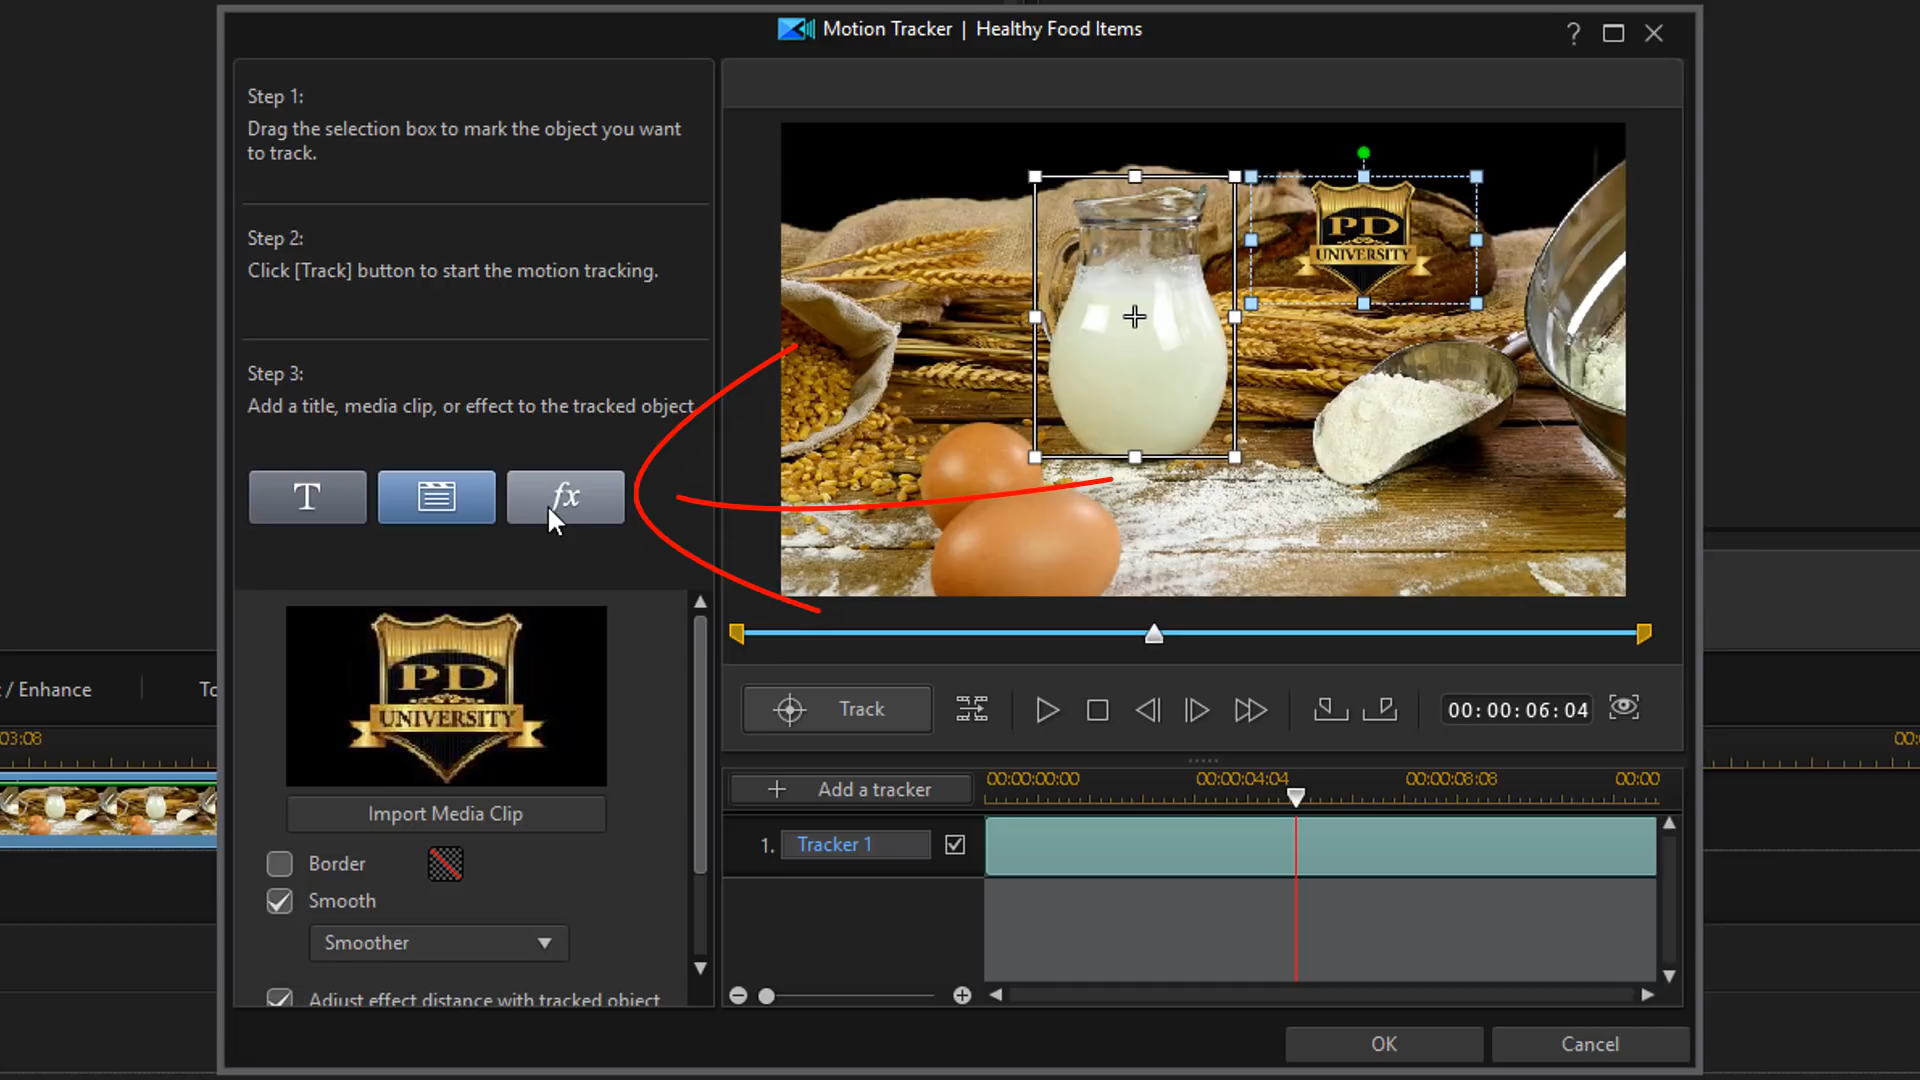 Motion Tracker | Healthy Food Items
?
Step 1:
Drag the selection box to mark the object you want
to track.
Step 2:
Click [Track] button to start the motion tracking.
Step 3:
Add a title, media clip, or effect to the tracked object
T
fx
PD
UNIVERSITY
PD
UNIVERSITY
Import Media Clip
Border
Smooth
Smoother
Adjust effect distance with tracked object
Track
00:00:06:04
Add a tracker
00:00:00:00
00:00:04:04
00:00:08:08
00:00
1.
Tracker 1
OK
Cancel
/ Enhance
To
03:08
00: